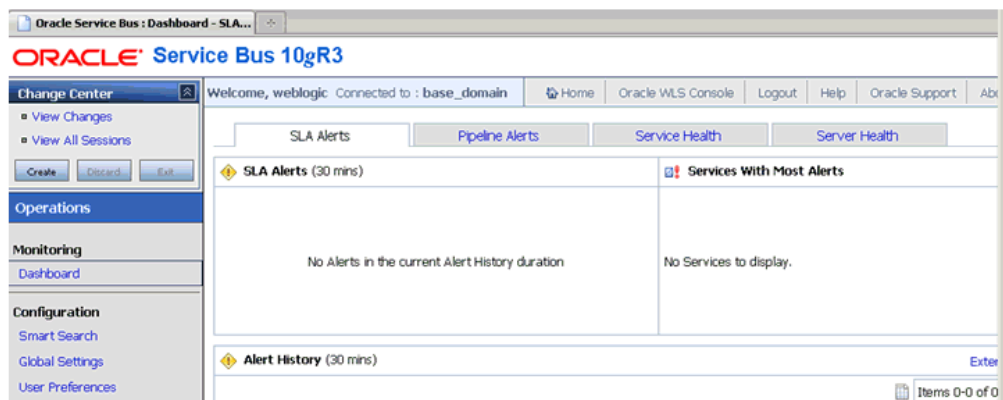 Oracle Service Bus : Dashboard - SLA...
ORACLE Service Bus 10gR3
Change Center
View Changes
View All Sessions
Create Discard Exit
Operations
Monitoring
Dashboard
Configuration
Smart Search
Global Settings
User Preferences
Welcome, weblogic Connected to : base_domain Home Oracle WLS Console Logout Help Oracle Support
SLA Alerts Pipeline Alerts Service Health Server Health
SLA Alerts (30 mins) Services With Most Alerts
No Alerts in the current Alert History duration No Services to display.
Alert History (30 mins)
Items 0-0 of 0